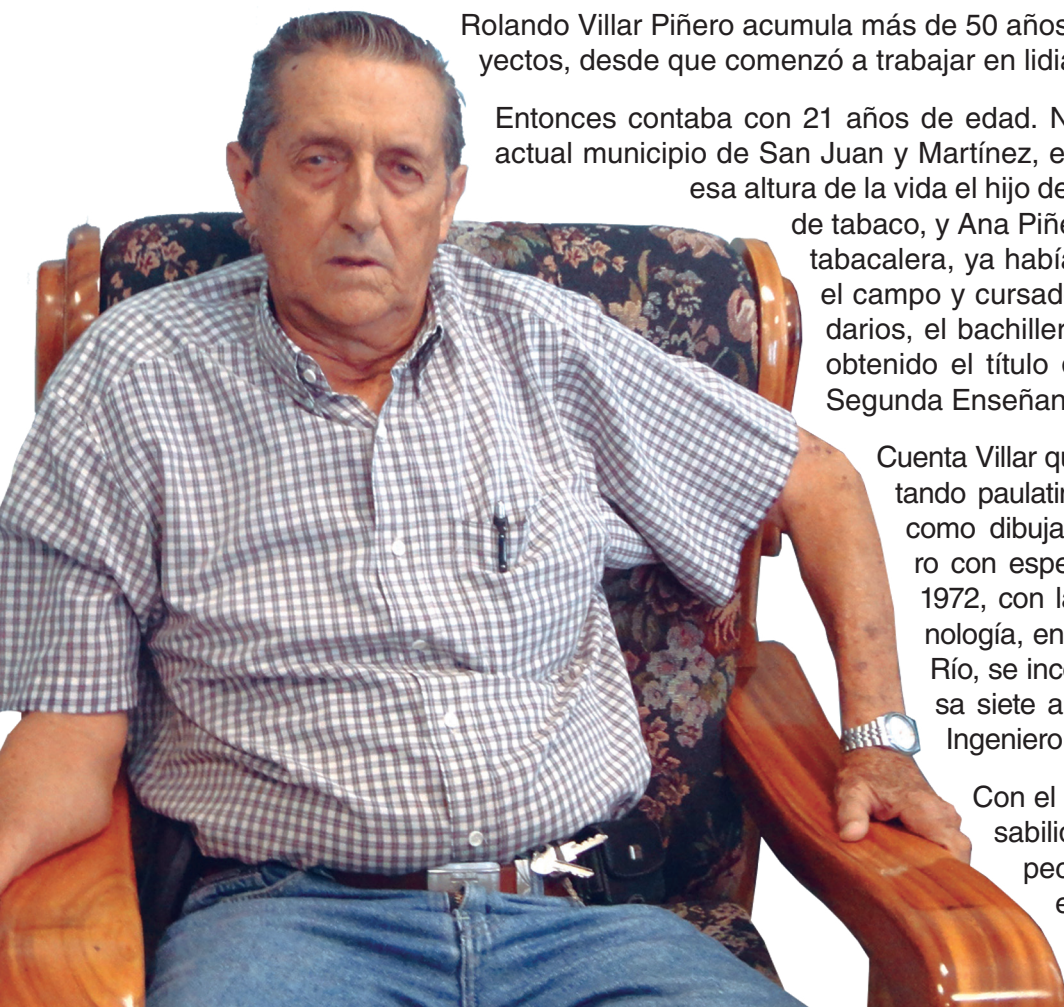 Rolando Villar Piñero acumula más de 50 años
yectos, desde que comenzó a trabajar en lidia
Entonces contaba con 21 años de edad. N
actual municipio de San Juan y Martínez, e
esa altura de la vida el hijo de
de tabaco, y Ana Piñe
tabacalera, ya habí
el campo y cursad
darios, el bachiller
obtenido el título
Segunda Enseñan
Cuenta Villar qu
tando paulatin
como dibuja
ro con espe
1972, con l
nología, en
Río, se inc
sa siete a
Ingeniero
Con el
sabili
pec
e